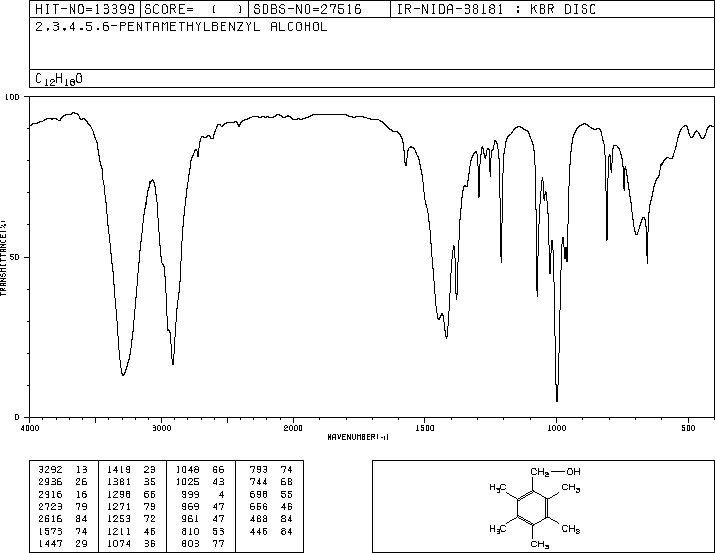 HIT-NO=13399 SCORE= ( ) SDBS-NO=27516 IR-NIDA-38181 : KBR DISC
2,3,4,5,6-PENTAMETHYLBENZYL ALCOHOL
C12H18O
100
50
0
TRANSMITTANCE(%)
4000 3000 2000 1500 1000 500
WAVENUMBER(-1)
3292 13 1419 23 1048 66 793 74
2936 26 1381 35 1025 43 744 68
2916 16 1298 66 999 4 698 55
2723 79 1271 79 969 47 666 46
2616 84 1253 72 961 47 488 84
1573 74 1211 46 810 53 446 84
1447 29 1074 36 803 77
CH2 OH
H3C CH3
H3C CH3
CH3